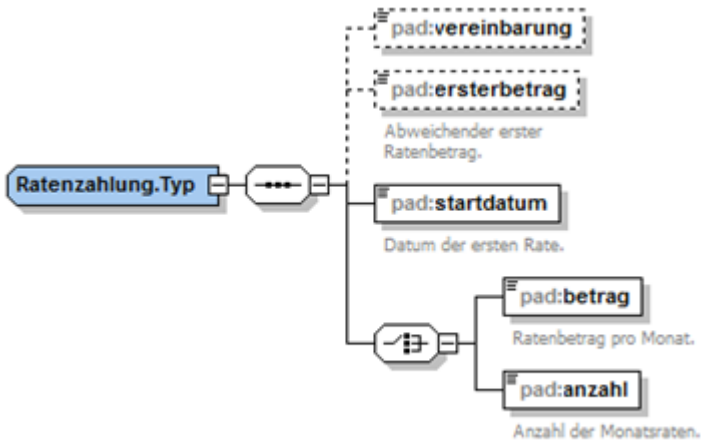 pad:vereinbarung
pad:ersterbetrag
Abweichender erster
Ratenbetrag.
Ratenzahlung.Typ
pad:startdatum
Datum der ersten Rate.
pad:betrag
Ratenbetrag pro Monat.
pad:anzahl
Anzahl der Monatsraten.